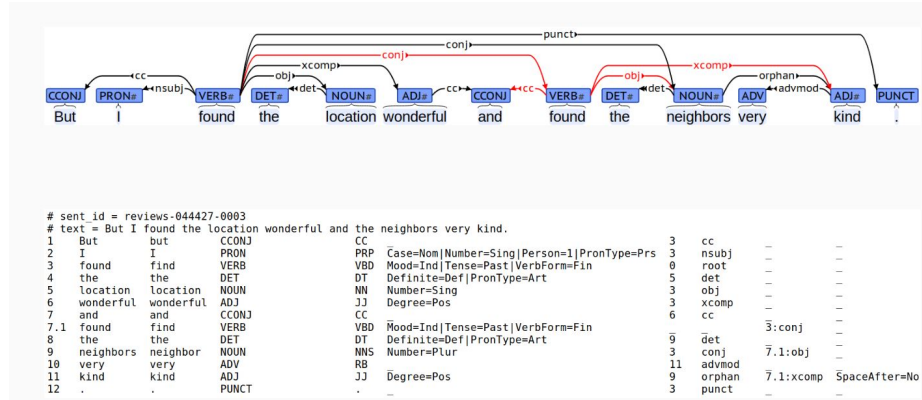 punct
conj
conj
xcomp xcomp
cc nsubj obj det cc cc obj det orphan advmod
CCONJ PRON# VERB# DET# NOUN# ADJ# CCONJ VERB# DET# NOUN# ADV ADJ# PUNCT
But I found the location wonderful and found the neighbors very kind .
# sent_id = reviews-044427-0003
# text = But I found the location wonderful and the neighbors very kind.
1 But but CCONJ CC _ 3 cc _ _
2 I I PRON PRP Case=Nom|Number=Sing|Person=1|PronType=Prs 3 nsubj _ _
3 found find VERB VBD Mood=Ind|Tense=Past|VerbForm=Fin 0 root _ _
4 the the DET DT Definite=Def|PronType=Art 5 det _ _
5 location location NOUN NN Number=Sing 3 obj _ _
6 wonderful wonderful ADJ JJ Degree=Pos 3 xcomp _ _
7 and and CCONJ CC _ 6 cc _ _
7.1 found find VERB VBD Mood=Ind|Tense=Past|VerbForm=Fin _ _ 3:conj _
8 the the DET DT Definite=Def|PronType=Art 9 det _ _
9 neighbors neighbor NOUN NNS Number=Plur 3 conj 7.1:obj _
10 very very ADV RB _ 11 advmod _ _
11 kind kind ADJ JJ Degree=Pos 9 orphan 7.1:xcomp SpaceAfter=No
12 . . PUNCT . _ 3 punct _ _